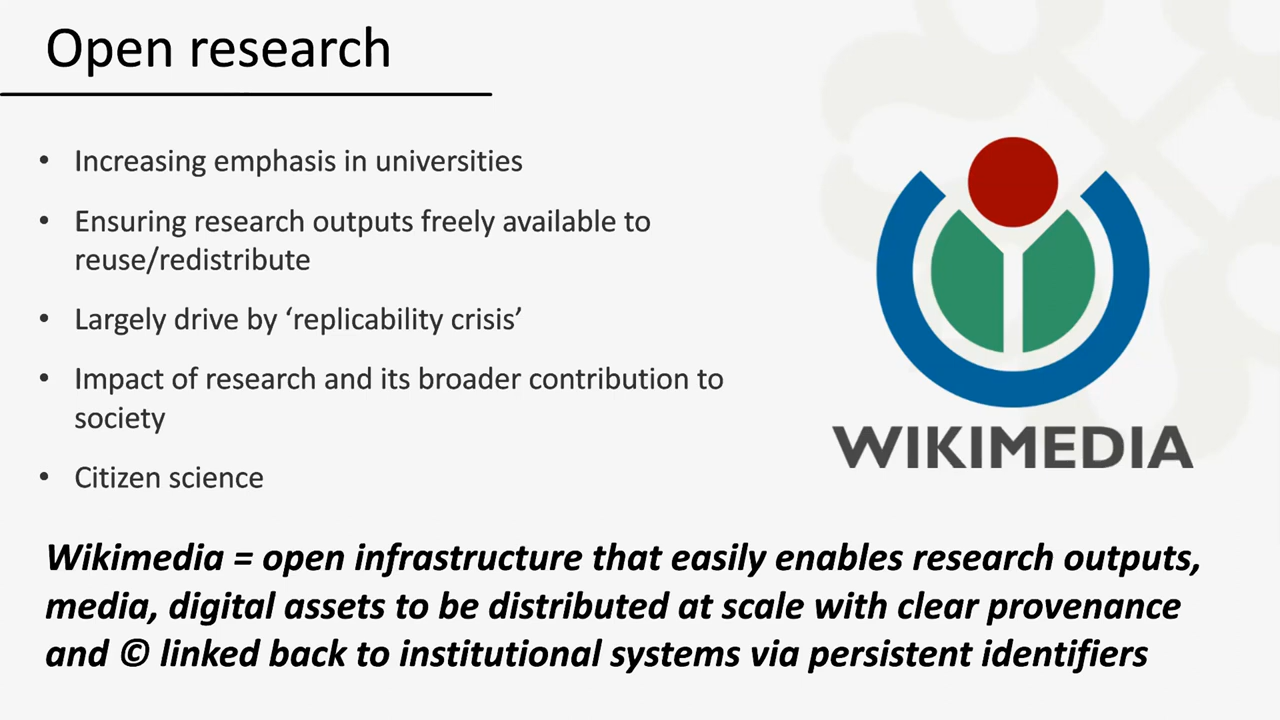 Open research
• Increasing emphasis in universities
• Ensuring research outputs freely available to
reuse/redistribute
• Largely drive by ‘replicability crisis’
• Impact of research and its broader contribution to
society
• Citizen science
WIKIMEDIA
Wikimedia = open infrastructure that easily enables research outputs,
media, digital assets to be distributed at scale with clear provenance
and © linked back to institutional systems via persistent identifiers